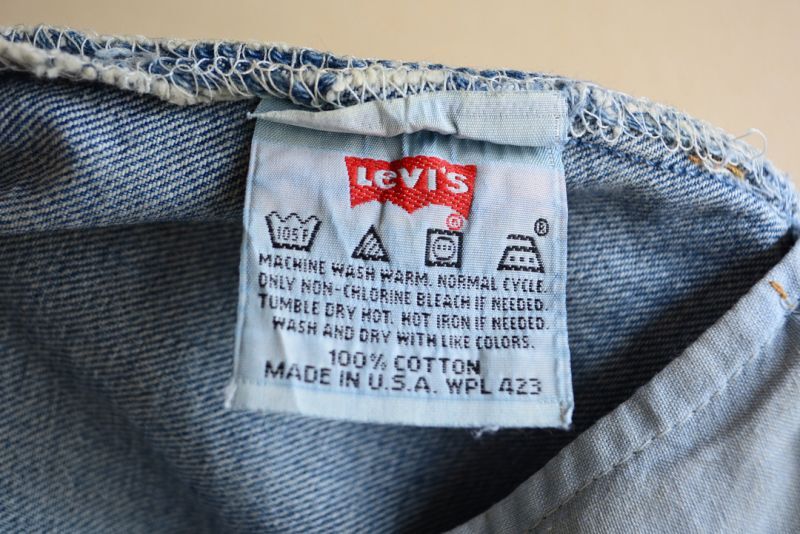 LEVI'S
®
105°F ®
MACHINE WASH WARM. NORMAL CYCLE.
ONLY NON-CHLORINE BLEACH IF NEEDED.
TUMBLE DRY HOT. HOT IRON IF NEEDED.
WASH AND DRY WITH LIKE COLORS.
100% COTTON
MADE IN U.S.A. WPL 423